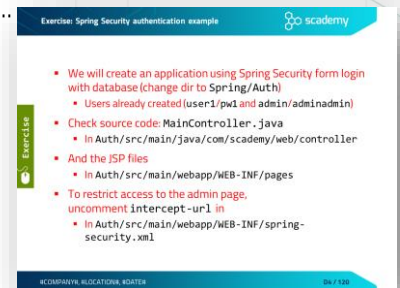 Exercise: Spring Security authentication example
scademy
We will create an application using Spring Security form login
with database (change dir to Spring/Auth)
Users already created (user1/pw1 and admin/adminadmin)
Check source code: MainController.java
In Auth/src/main/java/com/scademy/web/controller
And the JSP files
In Auth/src/main/webapp/WEB-INF/pages
To restrict access to the admin page,
uncomment intercept-url in
In Auth/src/main/webapp/WEB-INF/spring-
security.xml
Exercise
#COMPANY#, #LOCATION#, #DATE#
D4 / 120